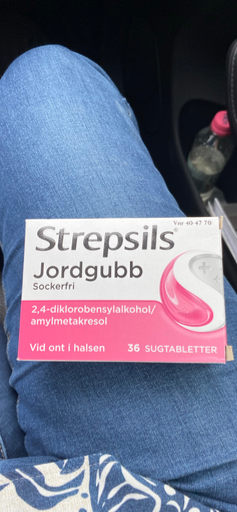 Vnr 40 47 70
Strepsils®
Jordgubb
Sockerfri
2,4-diklorobensylalkohol/
amylmetakresol
Vid ont i halsen 36 SUGTABLETTER